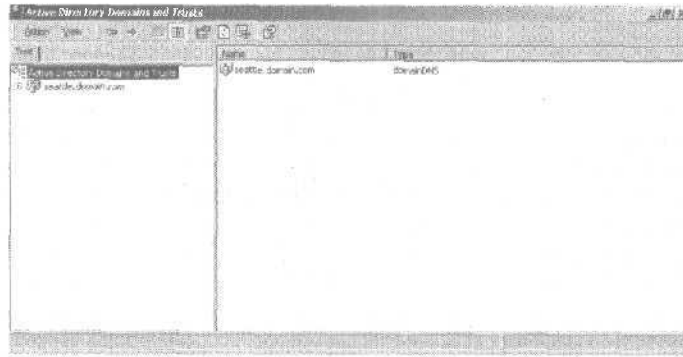 Active Directory Domains and Trusts
Action View
Tree
Name Type
Active Directory Domains and Trusts
seattle.domain.com domainDNS
seattle.domain.com